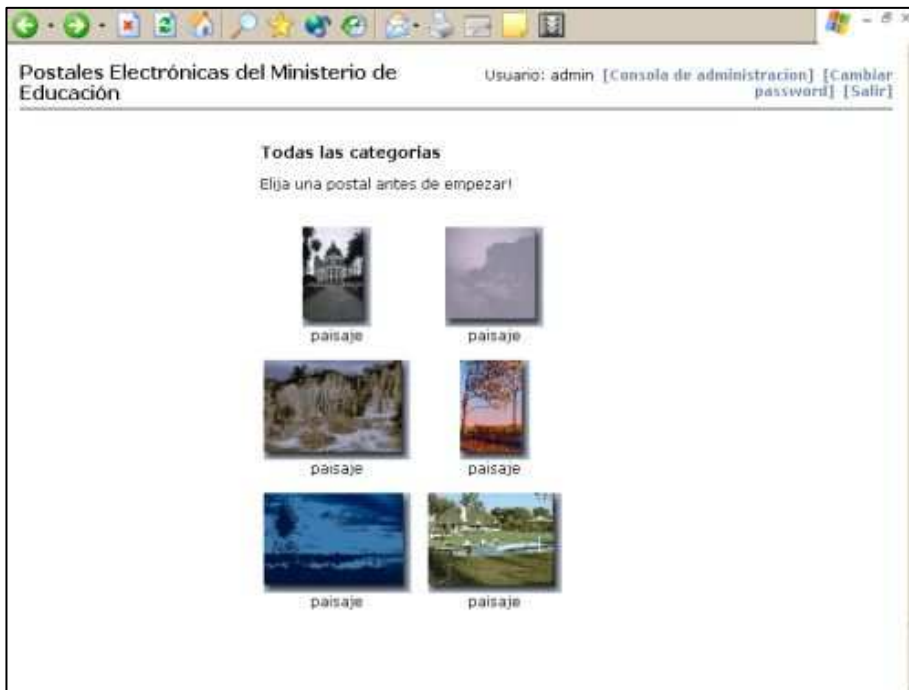 Postales Electrónicas del Ministerio de
Educación
Usuario: admin [Consola de administracion] [Cambiar
password] [Salir]
Todas las categorias
Elija una postal antes de empezar!
paisaje paisaje
paisaje paisaje
paisaje paisaje